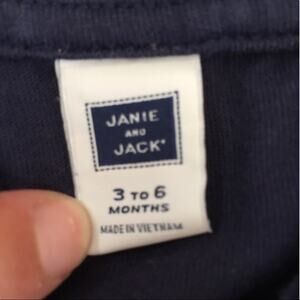 JANIE
AND
JACK®
3 TO 6
MONTHS
MADE IN VIETNAM